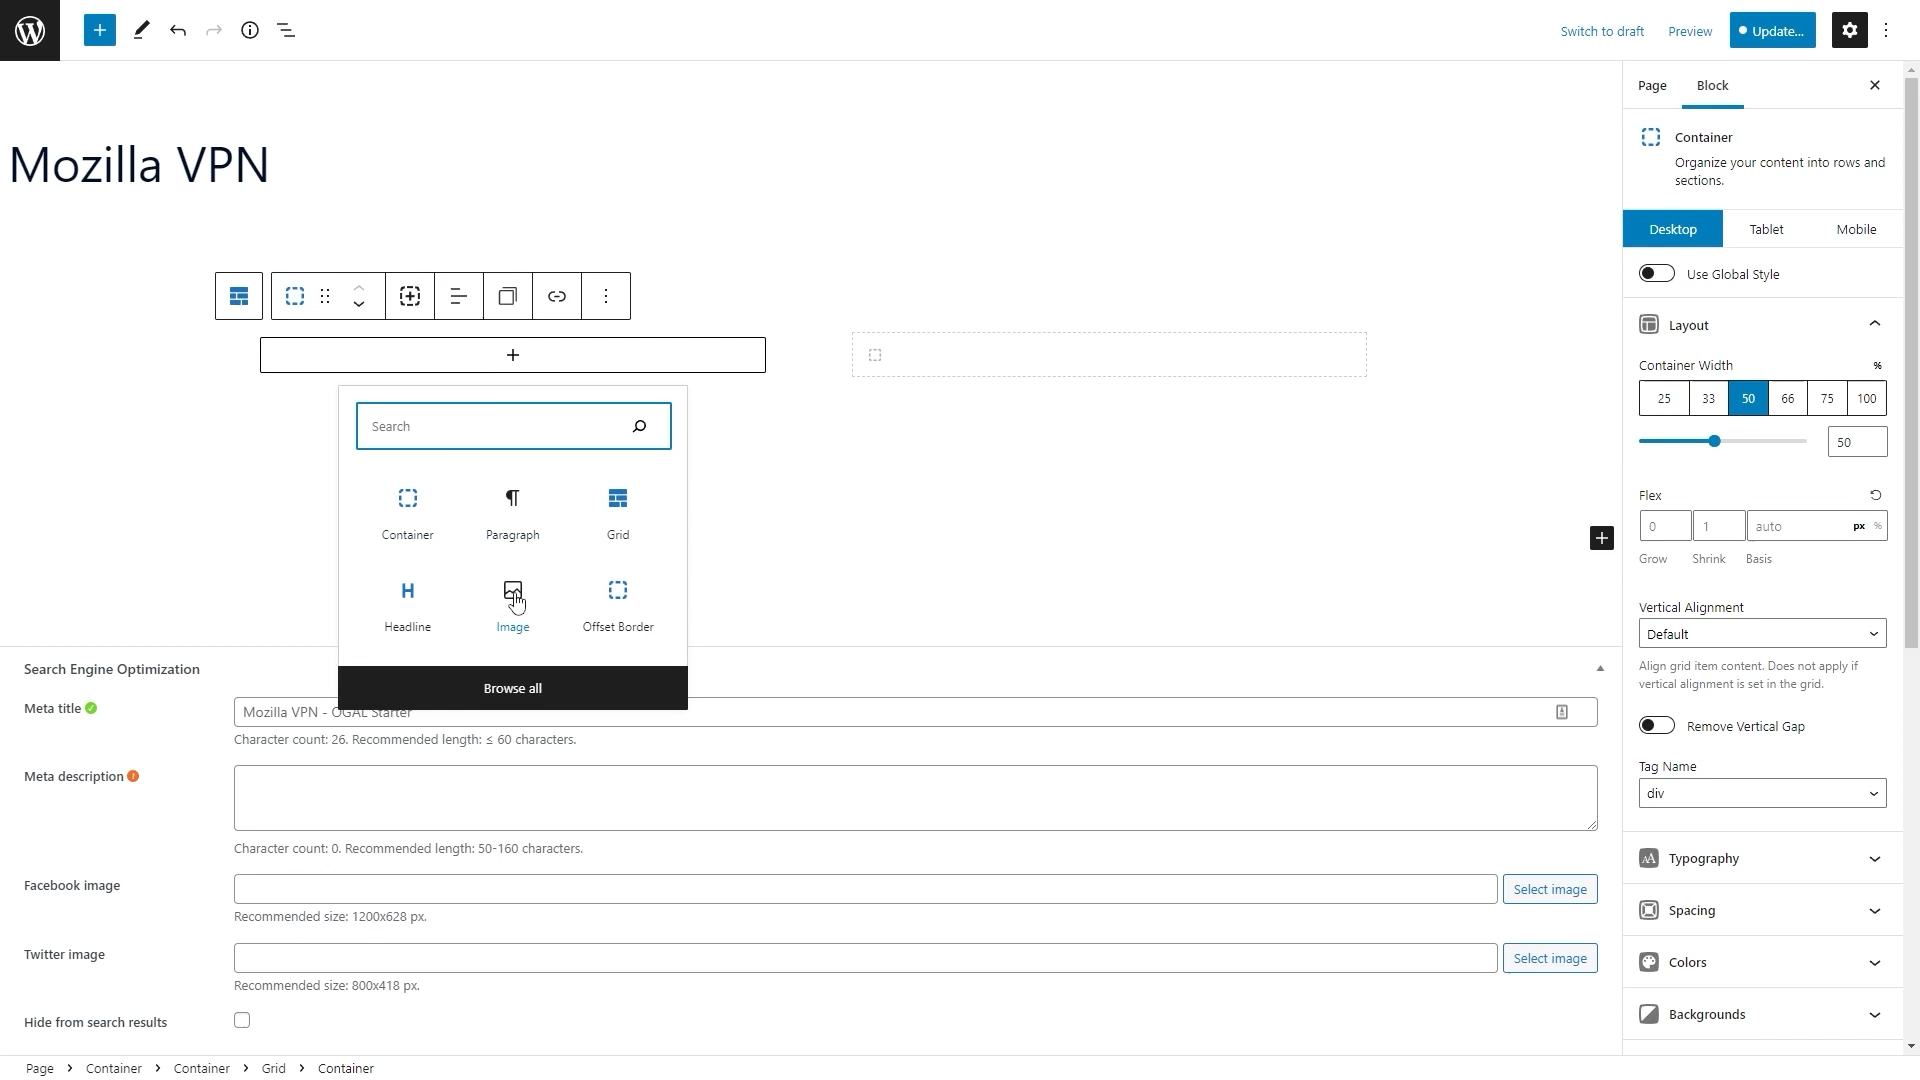 Switch to draft
Preview
Update...
Mozilla VPN
Search
Container
Paragraph
Grid
Headline
Image
Offset Border
Browse all
Search Engine Optimization
Meta title
Mozilla VPN - OGAL Starter
Character count: 26. Recommended length: ≤ 60 characters.
Meta description
Character count: 0. Recommended length: 50-160 characters.
Facebook image
Select image
Recommended size: 1200x628 px.
Twitter image
Select image
Recommended size: 800x418 px.
Hide from search results
Page
Container
Container
Grid
Container
Page
Block
Container
Organize your content into rows and
sections.
Desktop
Tablet
Mobile
Use Global Style
Layout
Container Width
%
25
33
50
66
75
100
50
Flex
0
1
auto
px
%
Grow
Shrink
Basis
Vertical Alignment
Default
Align grid item content. Does not apply if
vertical alignment is set in the grid.
Remove Vertical Gap
Tag Name
div
Typography
Spacing
Colors
Backgrounds